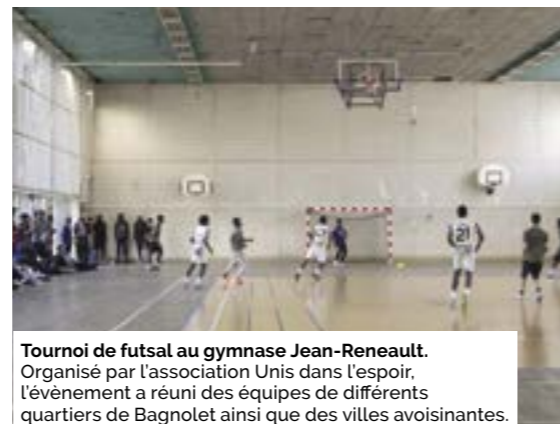 21
Tournoi de futsal au gymnase Jean-Reneault.
Organisé par l'association Unis dans l'espoir,
l'évènement a réuni des équipes de différents
quartiers de Bagnolet ainsi que des villes avoisinantes.